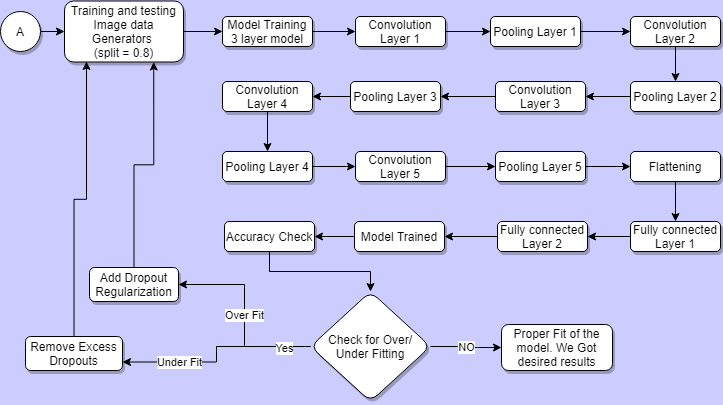 A
Training and testing
Image data
Generators
(split = 0.8)
Model Training
3 layer model
Convolution
Layer 1
Pooling Layer 1
Convolution
Layer 2
Convolution
Layer 4
Pooling Layer 3
Convolution
Layer 3
Pooling Layer 2
Pooling Layer 4
Convolution
Layer 5
Pooling Layer 5
Flattening
Accuracy Check
Model Trained
Fully connected
Layer 2
Fully connected
Layer 1
Add Dropout
Regularization
Over Fit
Remove Excess
Dropouts
Under Fit
Yes
Check for Over/
Under Fitting
NO
Proper Fit of the
model. We Got
desired results